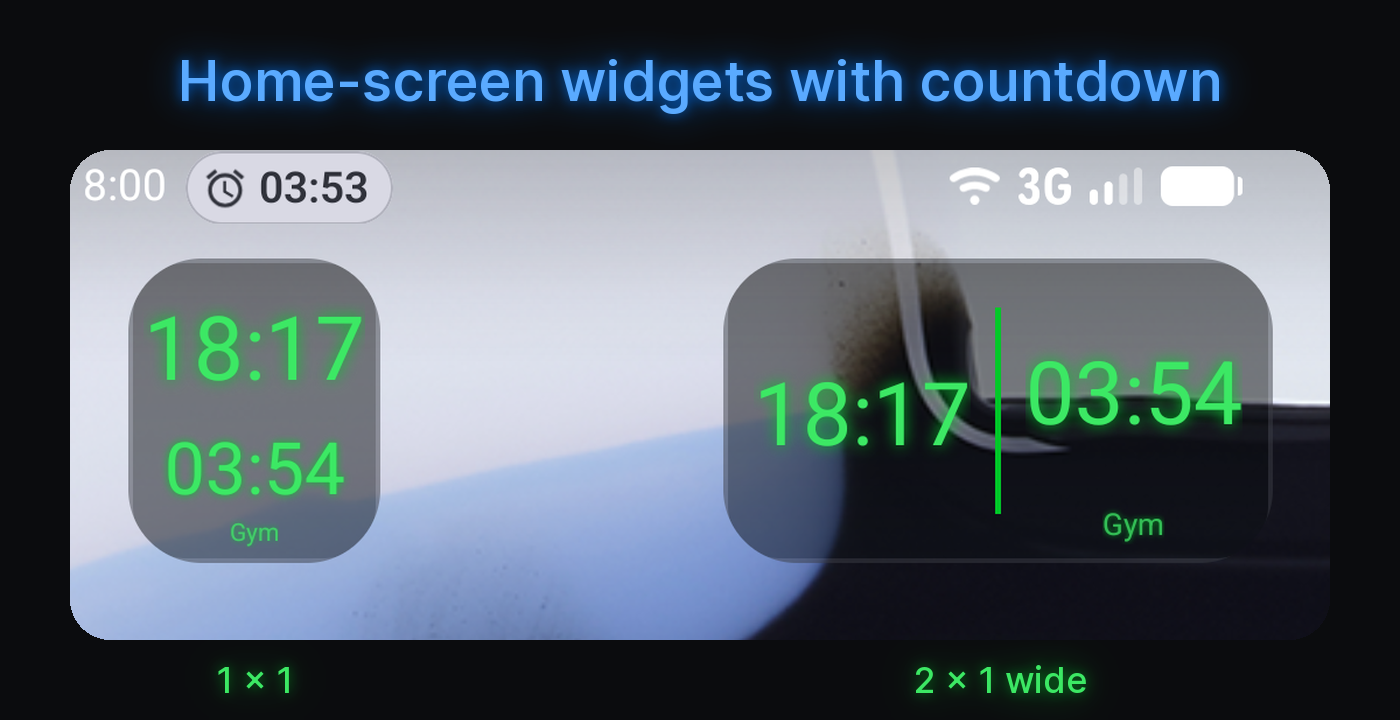 Home-screen widgets with countdown
8:00 03:53 3G
18:17
03:54
Gym
18:17 03:54
Gym
1 × 1
2 × 1 wide